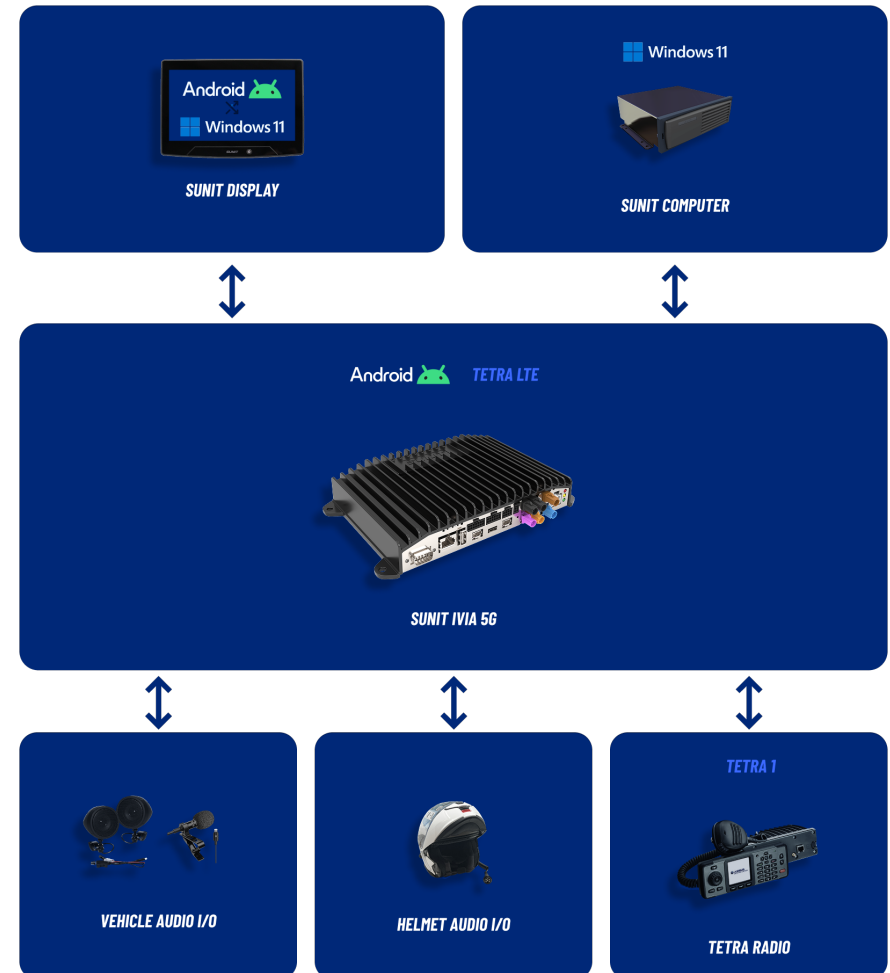 Android
Windows 11
SUNIT
SUNIT DISPLAY
Windows 11
SUNIT COMPUTER
Android TETRA LTE
SUNIT IVIA 5G
VEHICLE AUDIO I/O
HELMET AUDIO I/O
TETRA 1
TETRA RADIO